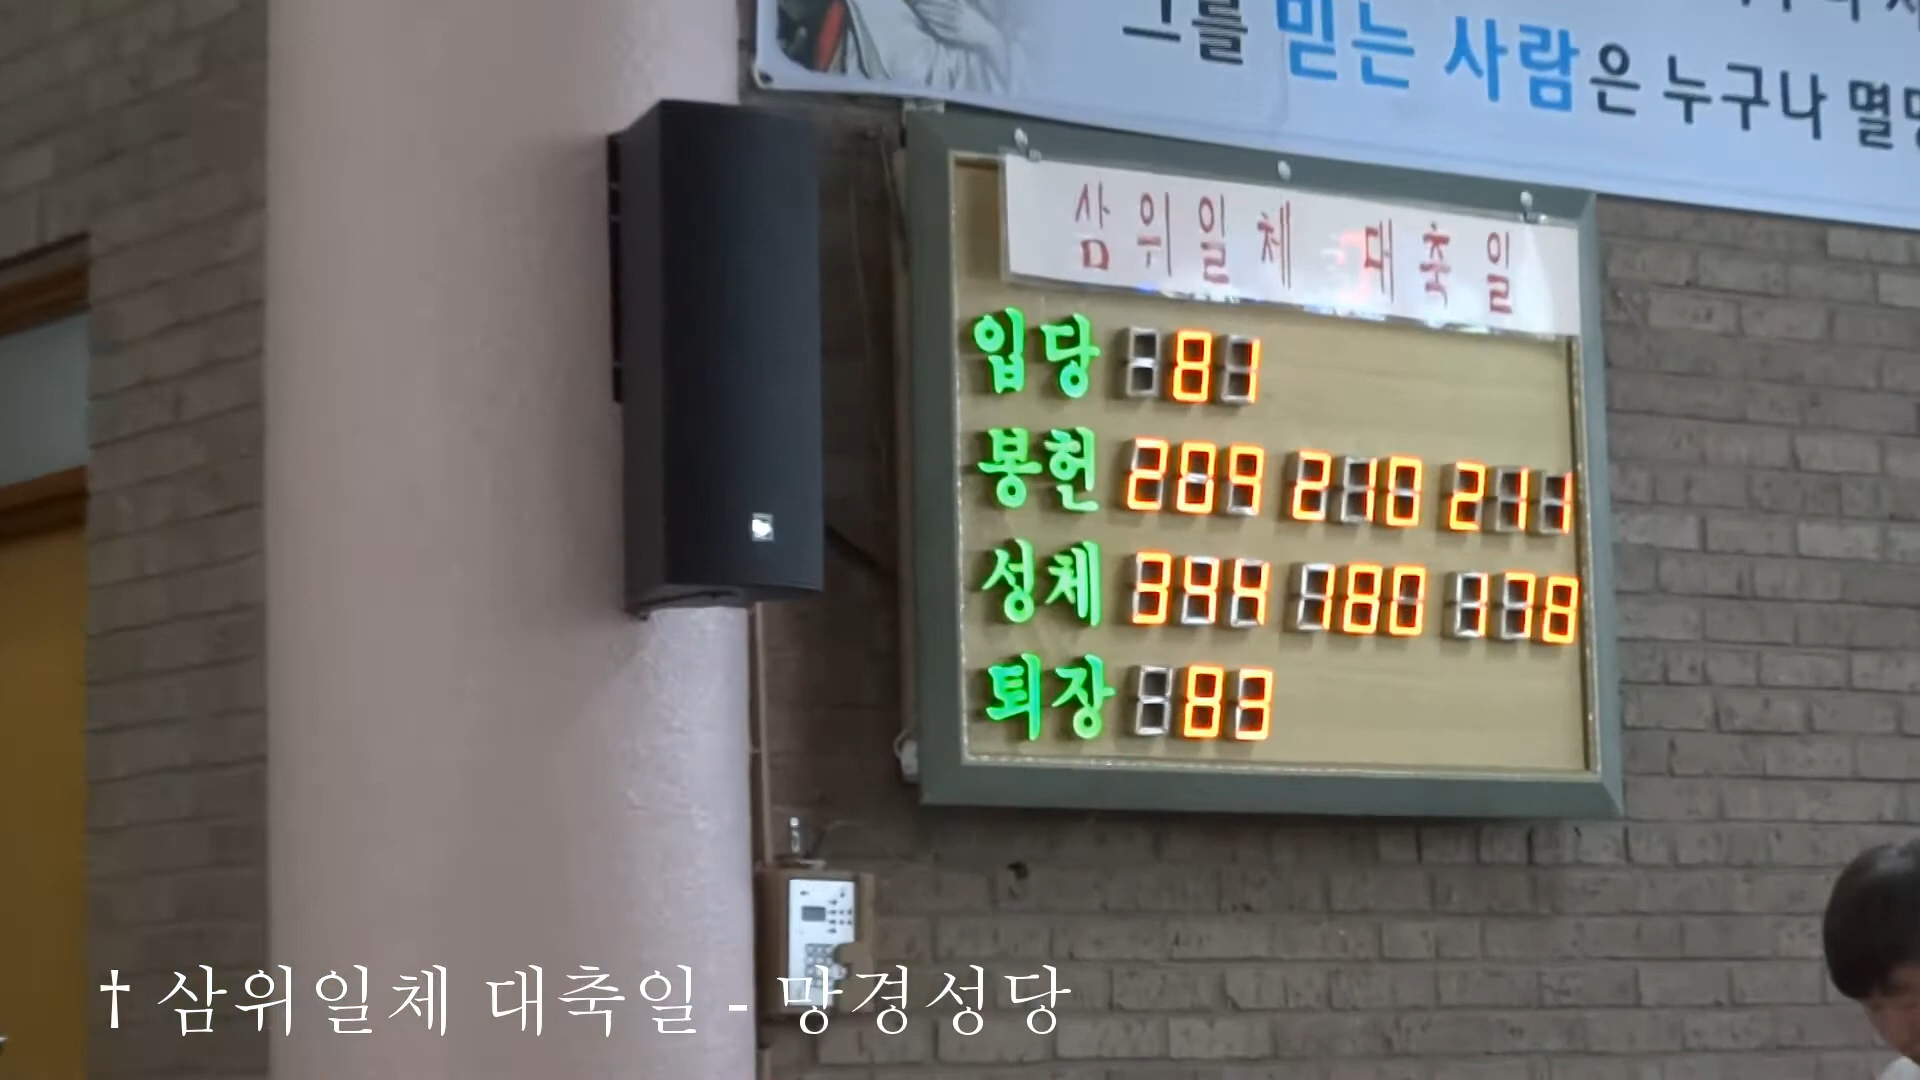 그를 믿는 사람은 누구나 멸망
삼위일체 대축일
입당 81
봉헌 209 210 211
성체 394 180 178
퇴장 83
† 삼위일체 대축일 - 망경성당